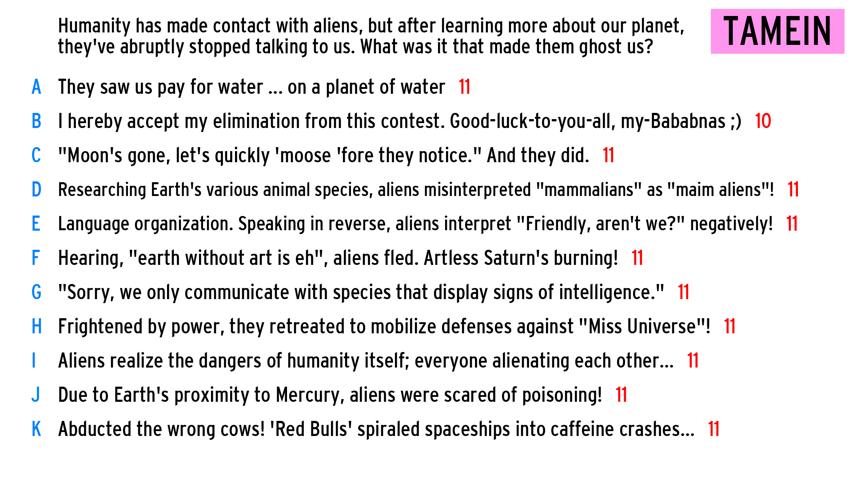 Humanity has made contact with aliens, but after learning more about our planet,
they've abruptly stopped talking to us. What was it that made them ghost us?
TAMEIN
A They saw us pay for water ... on a planet of water 11
B I hereby accept my elimination from this contest. Good-luck-to-you-all, my-Bababnas ;) 10
C "Moon's gone, let's quickly 'moose 'fore they notice." And they did. 11
D Researching Earth's various animal species, aliens misinterpreted "mammalians" as "maim aliens"! 11
E Language organization. Speaking in reverse, aliens interpret "Friendly, aren't we?" negatively! 11
F Hearing, "earth without art is eh", aliens fled. Artless Saturn's burning! 11
G "Sorry, we only communicate with species that display signs of intelligence." 11
H Frightened by power, they retreated to mobilize defenses against "Miss Universe"! 11
I Aliens realize the dangers of humanity itself; everyone alienating each other... 11
J Due to Earth's proximity to Mercury, aliens were scared of poisoning! 11
K Abducted the wrong cows! 'Red Bulls' spiraled spaceships into caffeine crashes... 11